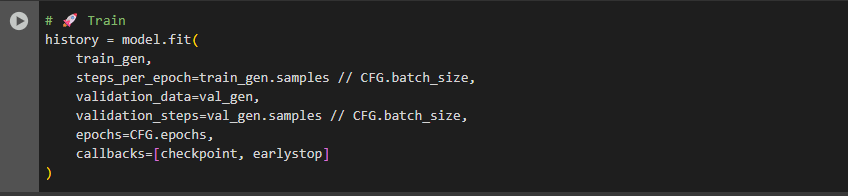 # 🚀 Train
history = model.fit(
    train_gen,
    steps_per_epoch=train_gen.samples // CFG.batch_size,
    validation_data=val_gen,
    validation_steps=val_gen.samples // CFG.batch_size,
    epochs=CFG.epochs,
    callbacks=[checkpoint, earlystop]
)